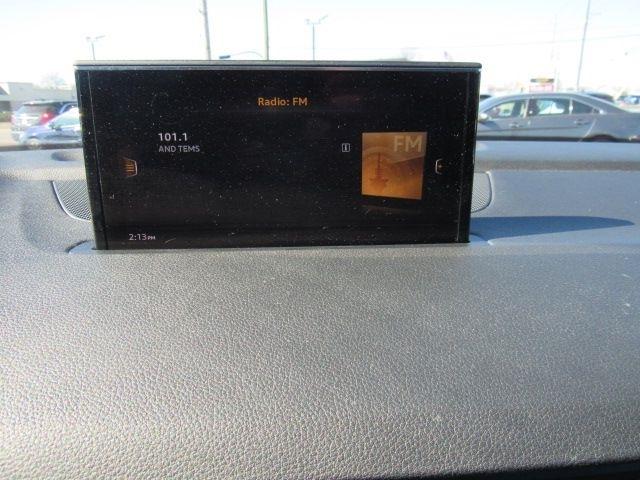 Radio: FM
101.1
AND TEMS
i
FM
2:13PM